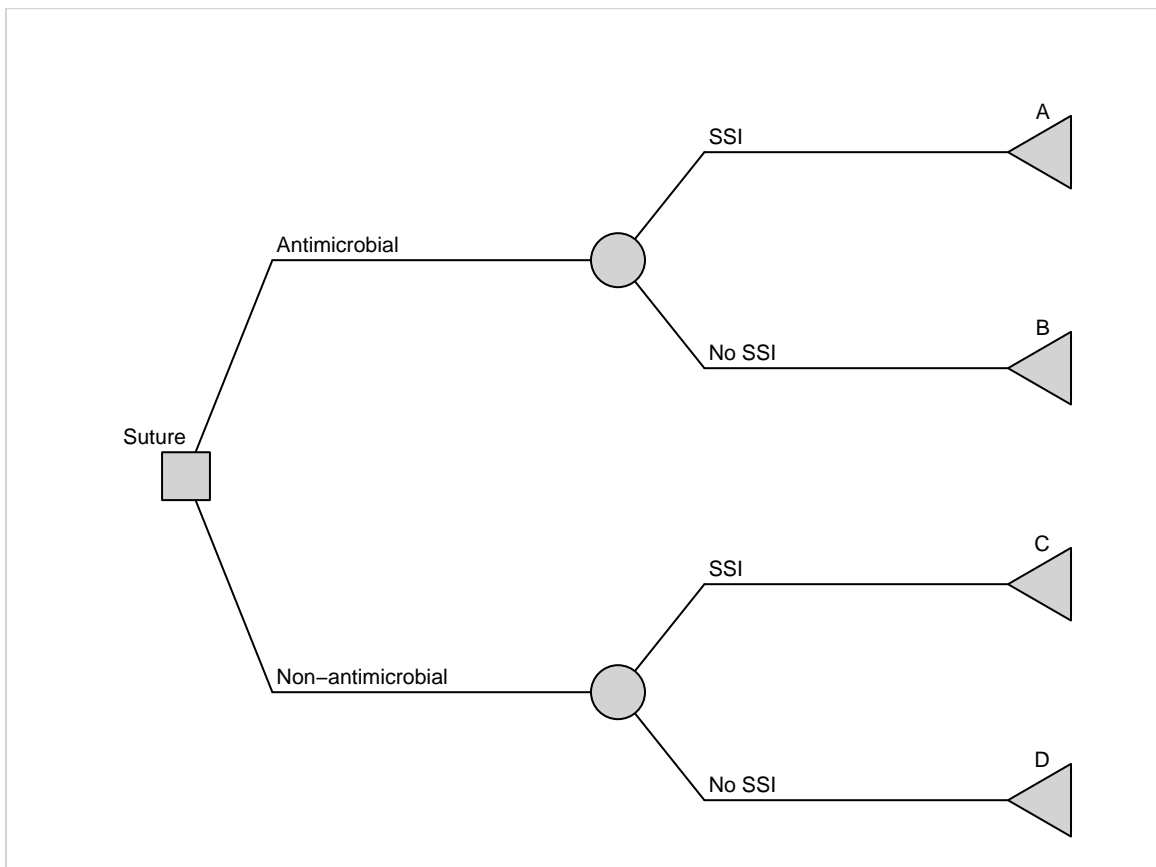 A
SSI
Antimicrobial
B
No SSI
Suture
C
SSI
Non−antimicrobial
D
No SSI